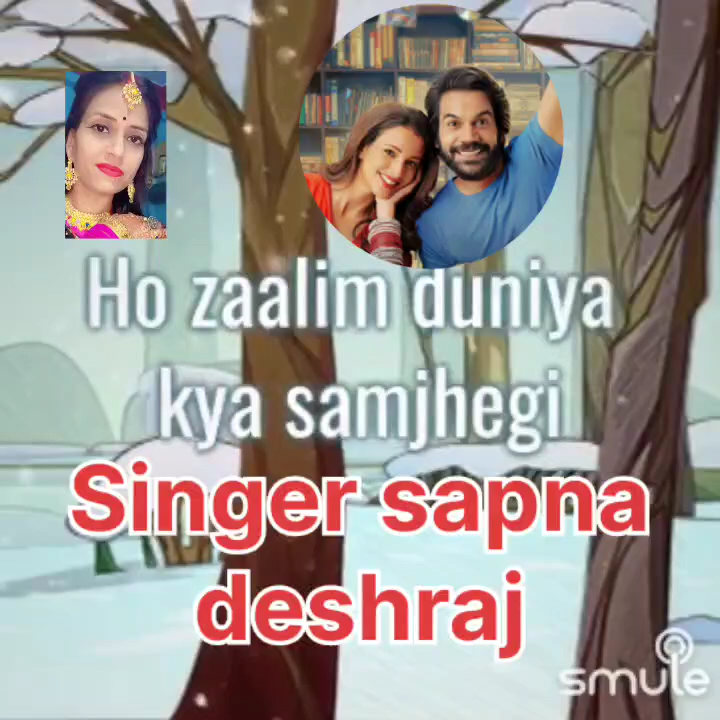 Ho zaalim duniya
kya samjhegi
Singer sapna
deshraj
smule